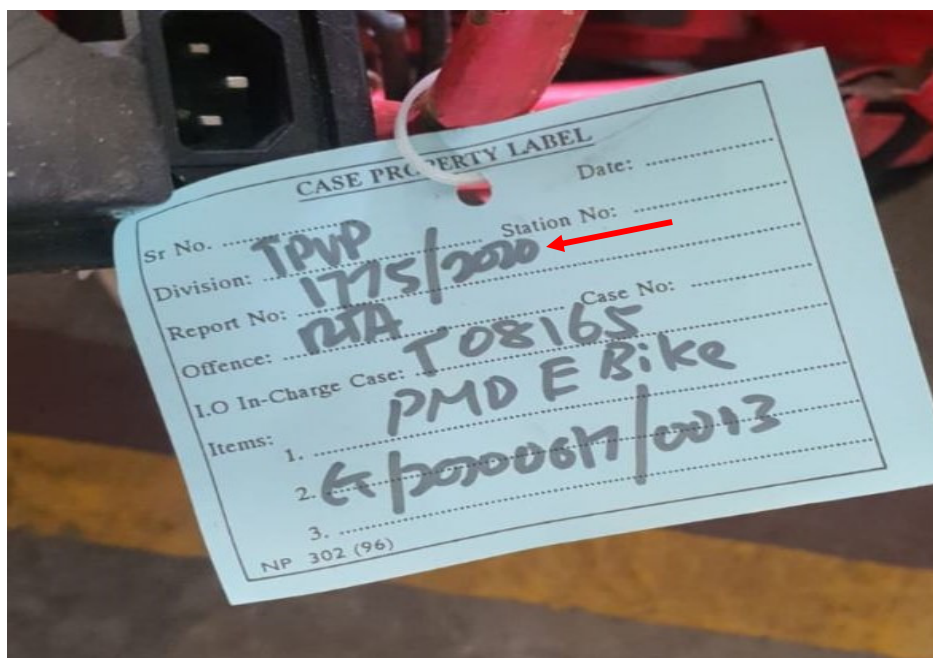 CASE PROPERTY LABEL
Sr No. .......... Date: ..........
Division: TPVP Station No: ..........
Report No: 1775/2020
Offence: RTA Case No: ..........
I.O In-Charge Case: T08165
Items: 1. PMD E Bike
2. G/20200617/0013
3. ..........
NP 302 (96)